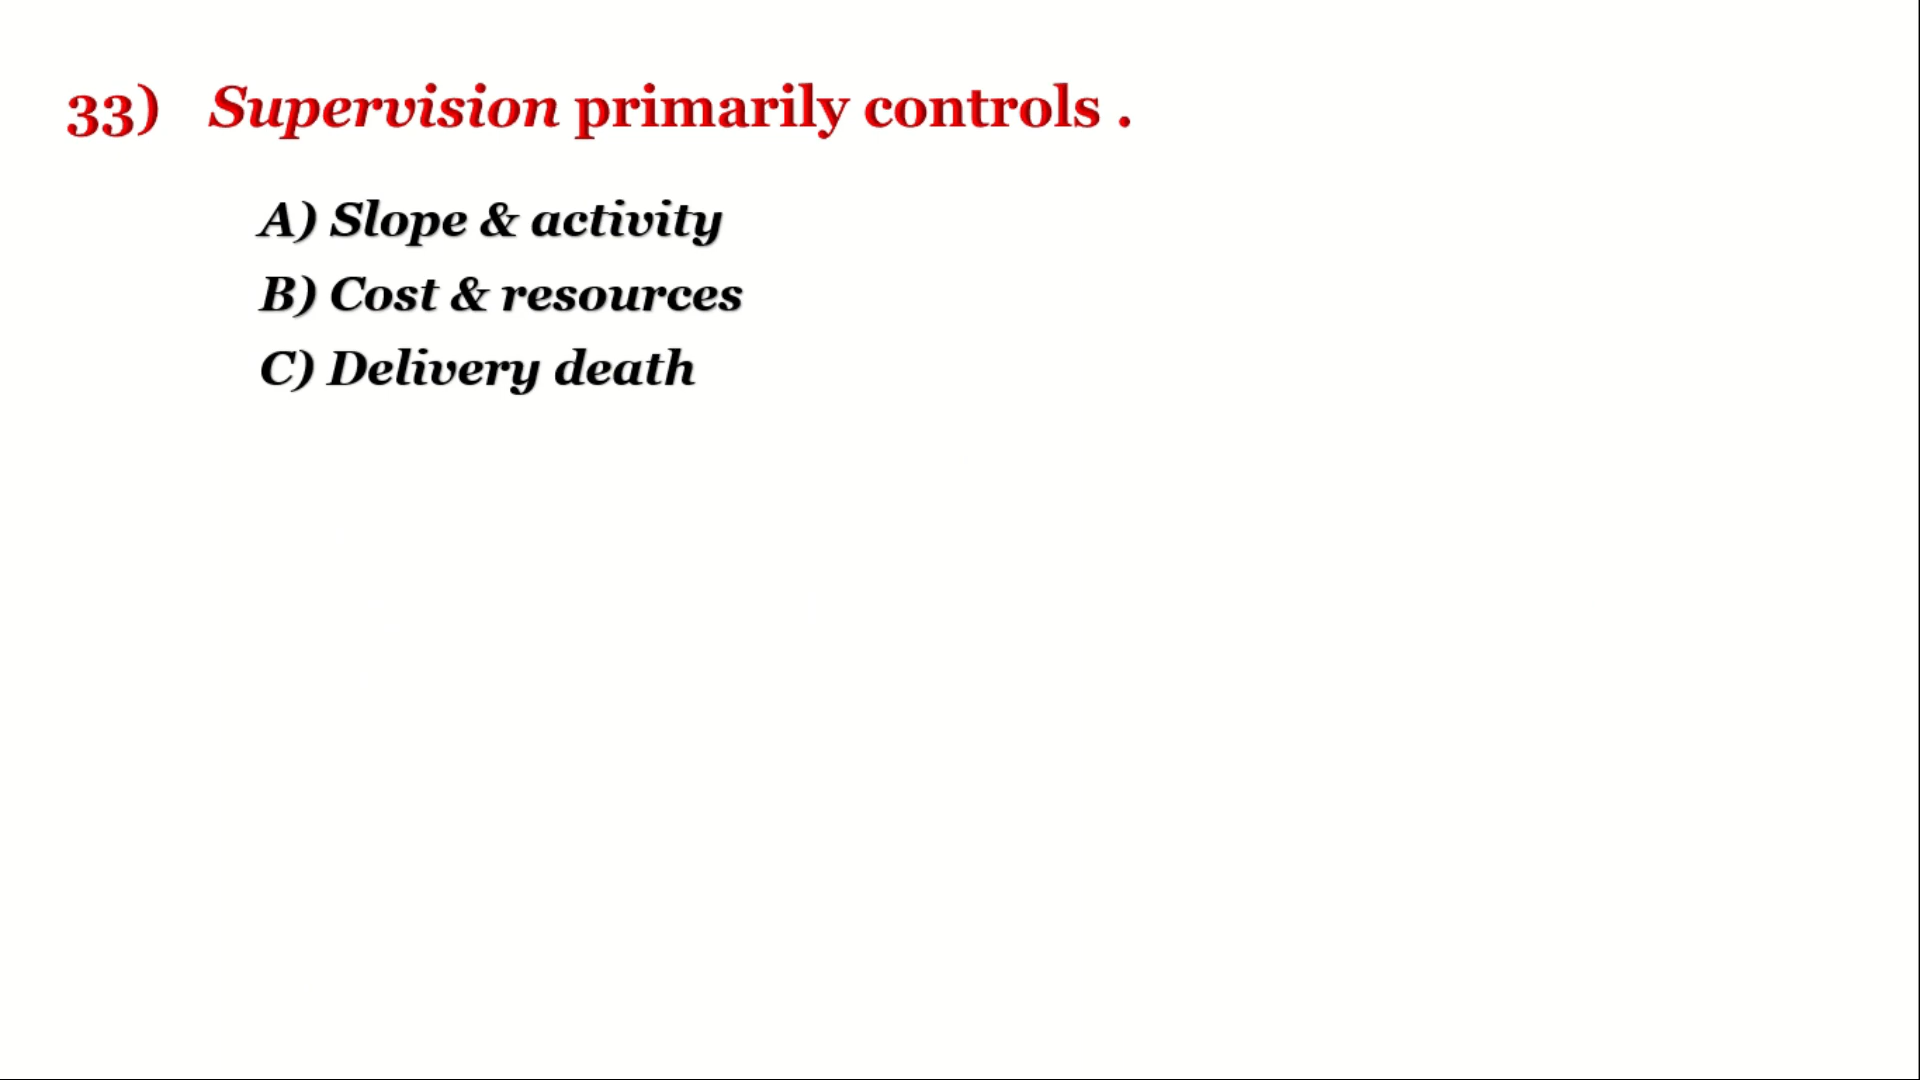 33) Supervision primarily controls .
A) Slope & activity
B) Cost & resources
C) Delivery death